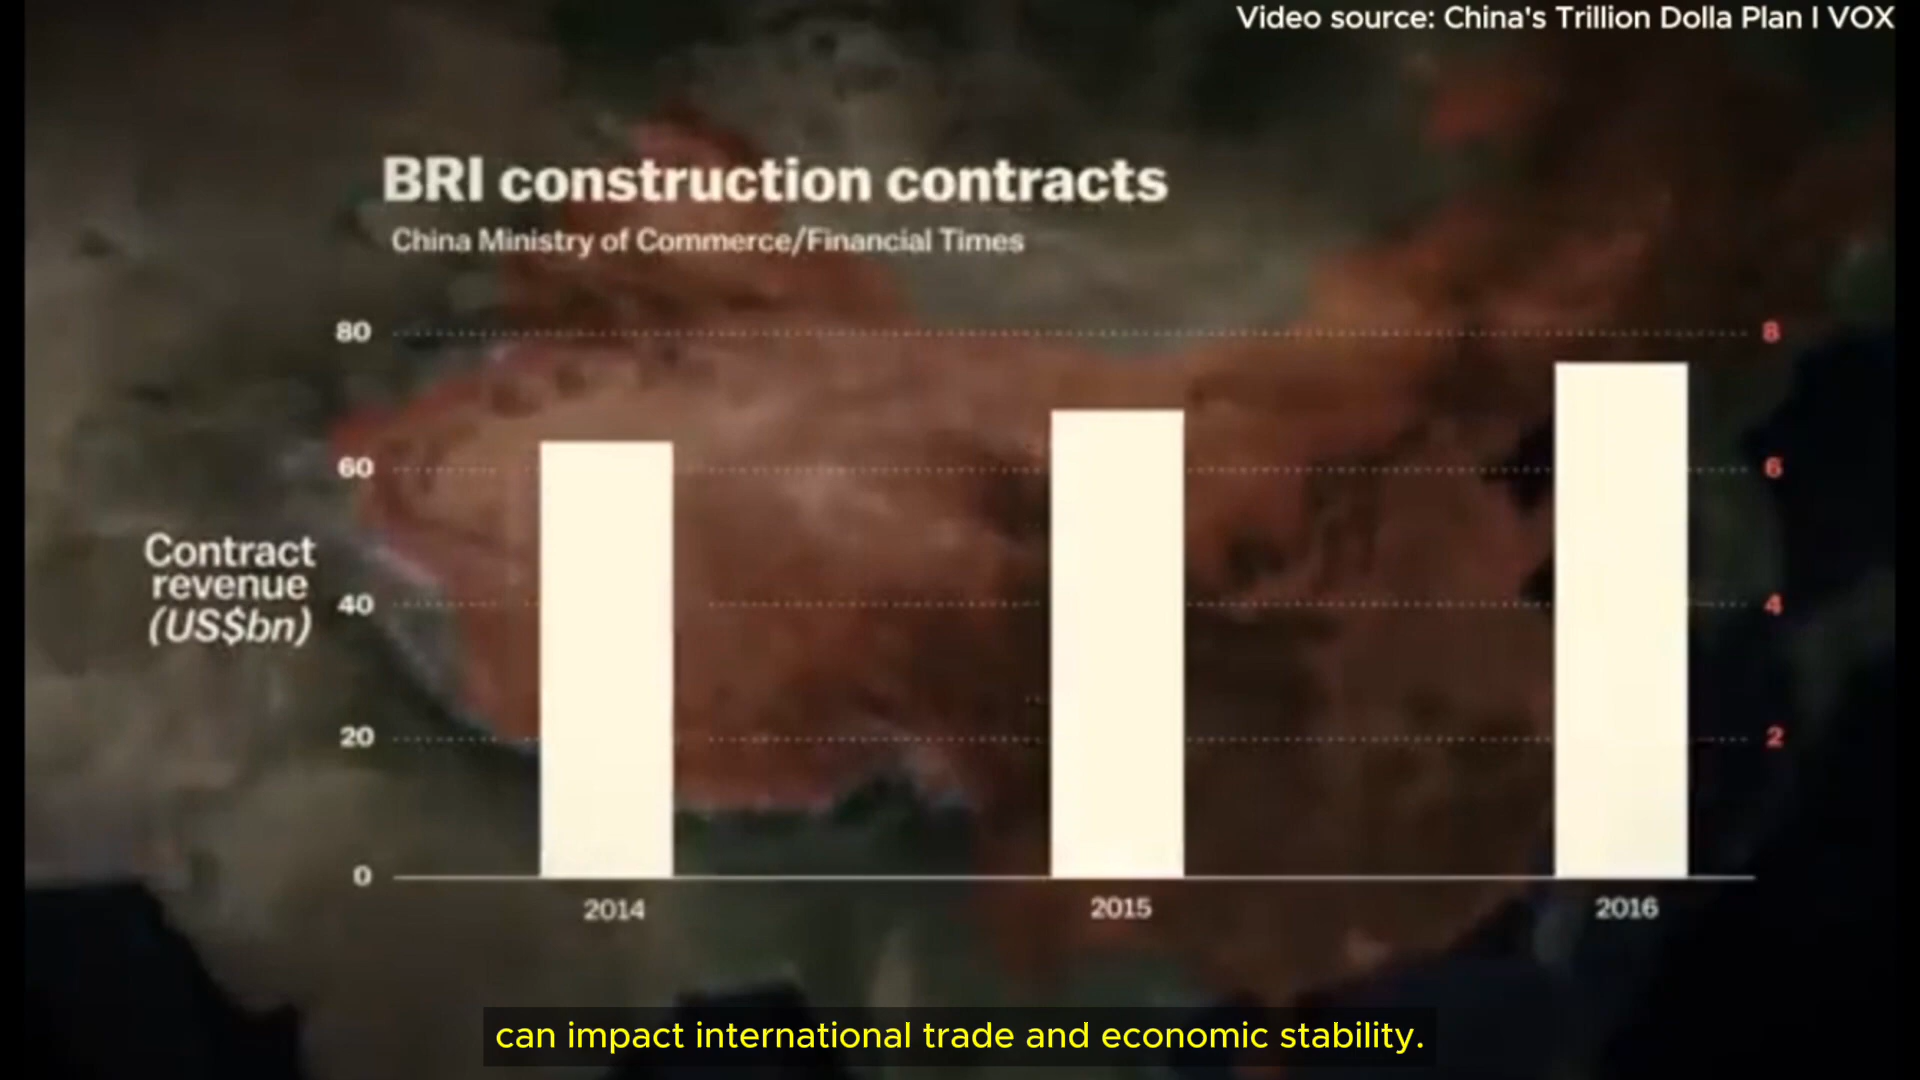 Video source: China's Trillion Dolla Plan I VOX
BRI construction contracts
China Ministry of Commerce/Financial Times
80
8
60
6
Contract
revenue
(US$bn)
40
4
20
2
0
2014
2015
2016
can impact international trade and economic stability.